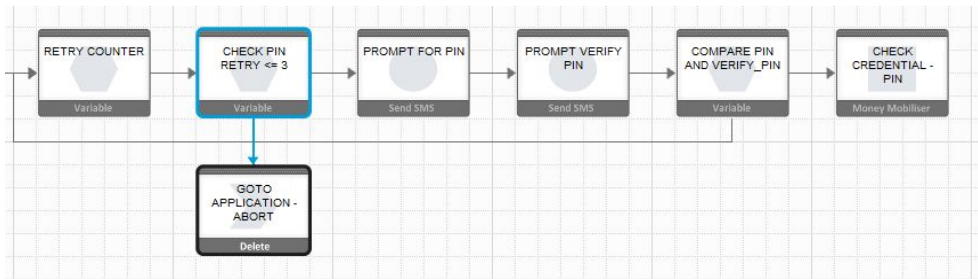 RETRY COUNTER
Variable
CHECK PIN
RETRY <= 3
Variable
PROMPT FOR PIN
Send SMS
PROMPT VERIFY
PIN
Send SMS
COMPARE PIN
AND VERIFY_PIN
Variable
CHECK
CREDENTIAL -
PIN
Money Mobiliser
GOTO
APPLICATION -
ABORT
Delete